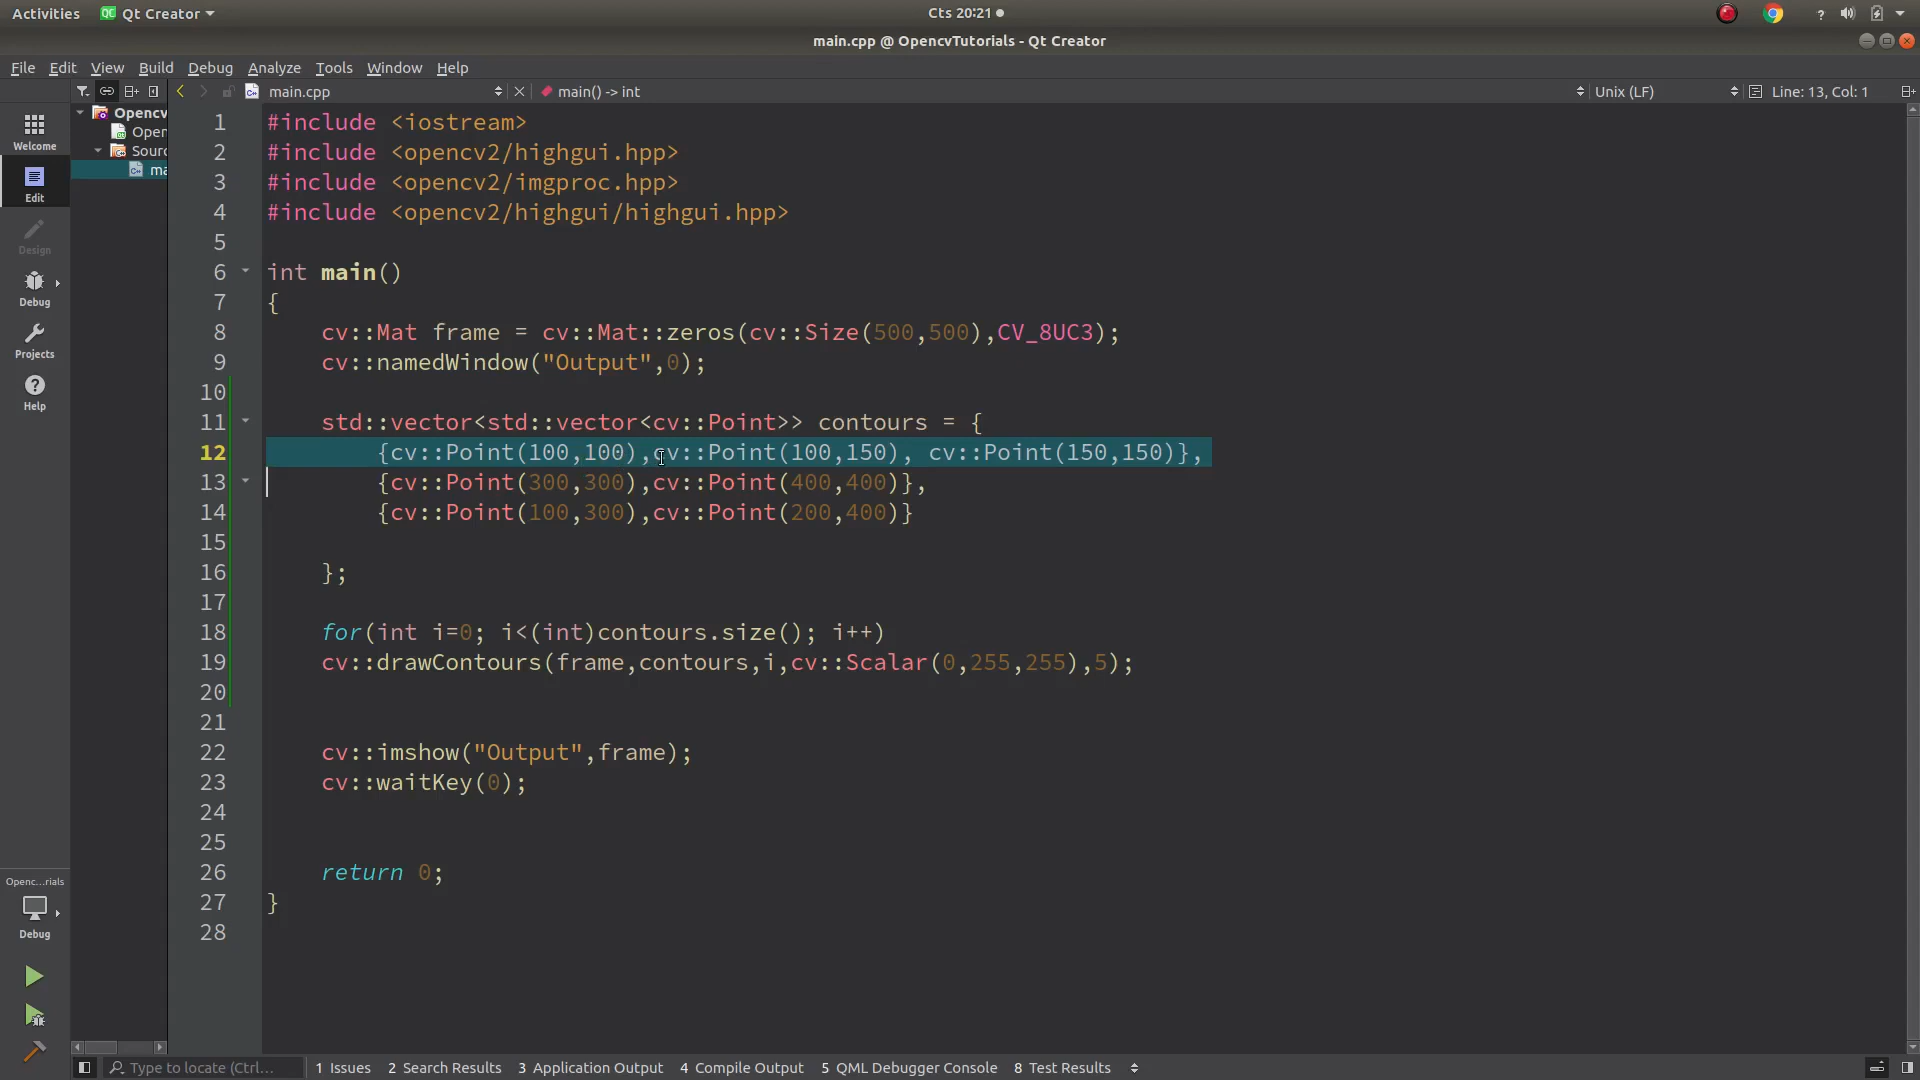 Activities Qt Creator Cts 20:21
main.cpp @ OpencvTutorials - Qt Creator
File Edit View Build Debug Analyze Tools Window Help
main.cpp main() -> int Unix (LF) Line: 13, Col: 1
Opencv
Open
Sourc
ma
Welcome
Edit
Design
Debug
Projects
Help
Openc...rials
Debug
1 #include <iostream>
2 #include <opencv2/highgui.hpp>
3 #include <opencv2/imgproc.hpp>
4 #include <opencv2/highgui/highgui.hpp>
5
6 int main()
7 {
8 cv::Mat frame = cv::Mat::zeros(cv::Size(500,500),CV_8UC3);
9 cv::namedWindow("Output",0);
10
11 std::vector<std::vector<cv::Point>> contours = {
12 {cv::Point(100,100),cv::Point(100,150), cv::Point(150,150)},
13 {cv::Point(300,300),cv::Point(400,400)},
14 {cv::Point(100,300),cv::Point(200,400)}
15
16 };
17
18 for(int i=0; i<(int)contours.size(); i++)
19 cv::drawContours(frame,contours,i,cv::Scalar(0,255,255),5);
20
21
22 cv::imshow("Output",frame);
23 cv::waitKey(0);
24
25
26 return 0;
27 }
28
Type to locate (Ctrl... 1 Issues 2 Search Results 3 Application Output 4 Compile Output 5 QML Debugger Console 8 Test Results